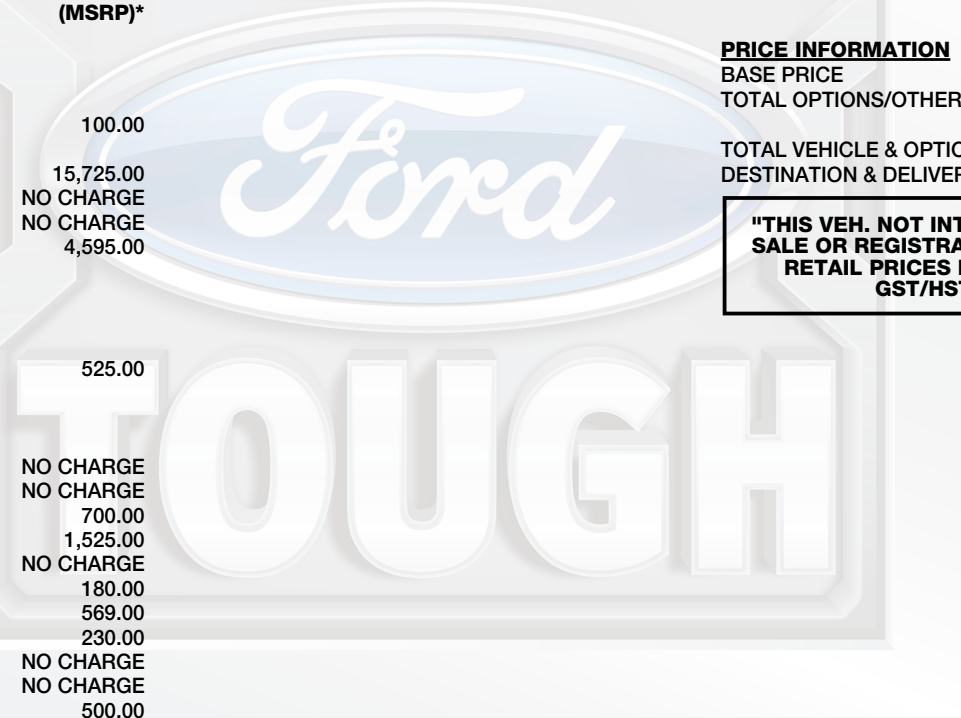 (MSRP)*
100.00
15,725.00
NO CHARGE
NO CHARGE
4,595.00
525.00
NO CHARGE
NO CHARGE
700.00
1,525.00
NO CHARGE
180.00
569.00
230.00
NO CHARGE
NO CHARGE
500.00
PRICE INFORMATION
BASE PRICE
TOTAL OPTIONS/OTHER
TOTAL VEHICLE & OPTIO
DESTINATION & DELIVER
"THIS VEH. NOT INT
SALE OR REGISTRA
RETAIL PRICES
GST/HST
Ford
TOUGH